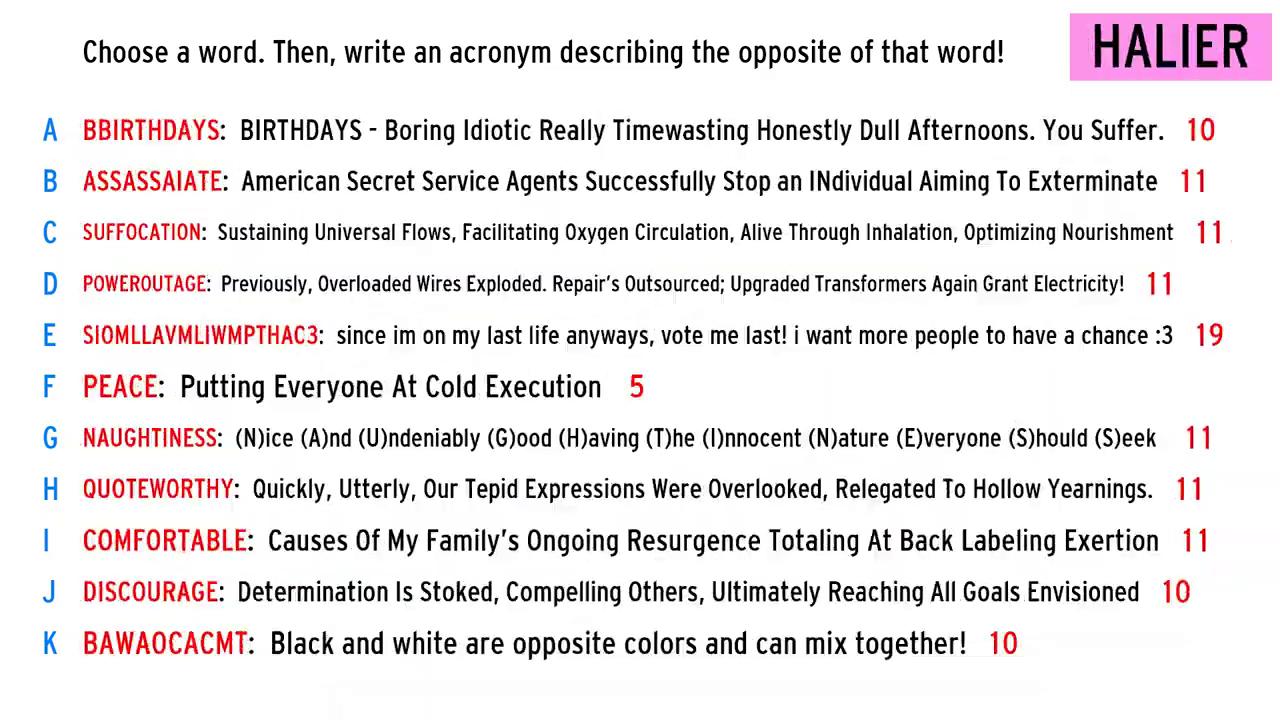 Choose a word. Then, write an acronym describing the opposite of that word!
HALIER
A BBIRTHDAYS: BIRTHDAYS - Boring Idiotic Really Timewasting Honestly Dull Afternoons. You Suffer. 10
B ASSASSAIATE: American Secret Service Agents Successfully Stop an INdividual Aiming To Exterminate 11
C SUFFOCATION: Sustaining Universal Flows, Facilitating Oxygen Circulation, Alive Through Inhalation, Optimizing Nourishment 11
D POWEROUTAGE: Previously, Overloaded Wires Exploded. Repair's Outsourced; Upgraded Transformers Again Grant Electricity! 11
E SIOMLLAVMLIWMPTHAC3: since im on my last life anyways, vote me last! i want more people to have a chance :3 19
F PEACE: Putting Everyone At Cold Execution 5
G NAUGHTINESS: (N)ice (A)nd (U)ndeniably (G)ood (H)aving (T)he (I)nnocent (N)ature (E)veryone (S)hould (S)eek 11
H QUOTEWORTHY: Quickly, Utterly, Our Tepid Expressions Were Overlooked, Relegated To Hollow Yearnings. 11
I COMFORTABLE: Causes Of My Family's Ongoing Resurgence Totaling At Back Labeling Exertion 11
J DISCOURAGE: Determination Is Stoked, Compelling Others, Ultimately Reaching All Goals Envisioned 10
K BAWAOCACMT: Black and white are opposite colors and can mix together! 10